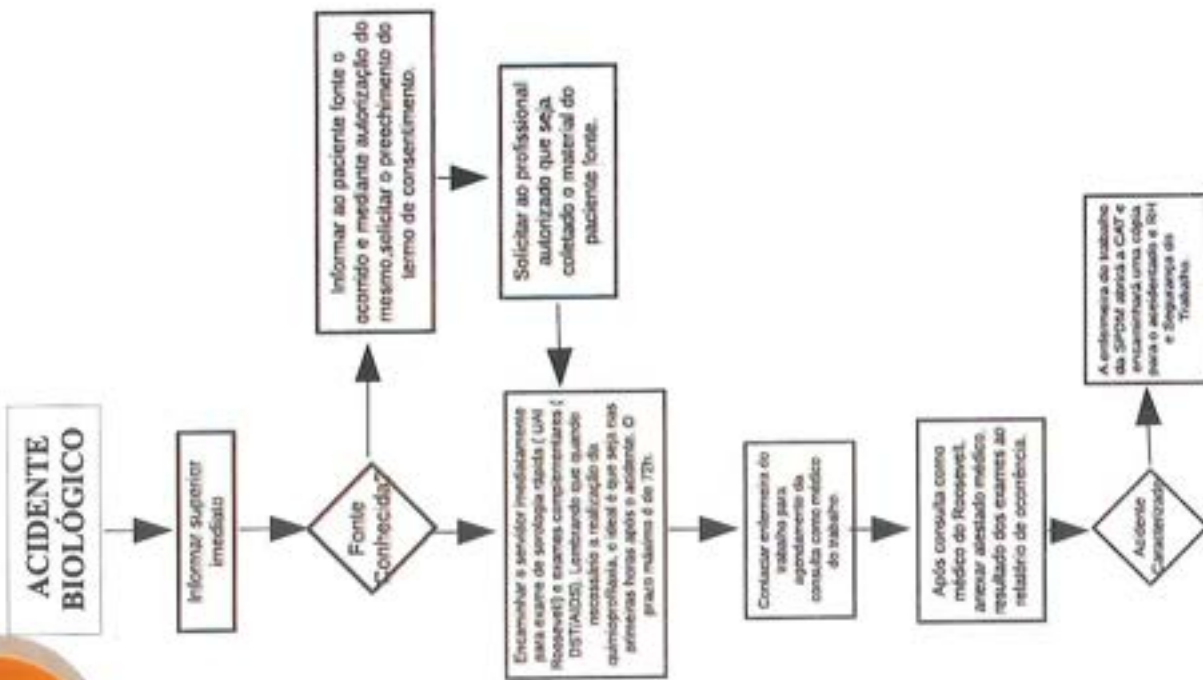 ACIDENTE
BIOLÓGICO
Informar superior
imediato
Fonte
Conhecida?
Informar ao paciente fonte o
ocorrido e mediante autorização do
mesmo,solicitar o preechimento do
termo de consentimento.
Solicitar ao profissional
autorizado que seja
coletado o material do
paciente fonte.
Encaminhar o servidor imediatamente
para exame de sorologia rápida ( UAI
Roosevelt) e exames complementares (
DST/AIDS). Lembrando que quando
necessário a realização da
quimioprofilaxia, o ideal é que seja nas
primeiras horas após o acidente. O
prazo máximo é de 72h.
Contactar enfermeira do
trabalho para
agendamento da
consulta como médico
do trabalho.
Após consulta como
médico do Roosevelt,
anexar atestado médico,
resultado dos exames ao
relatório de ocorrência.
Acidente
Caracterizado
A enfermeira do trabalho
da SPDM abrirá a CAT e
encaminhará uma cópia
para o acidentado e RH
e Segurança do
Trabalho.